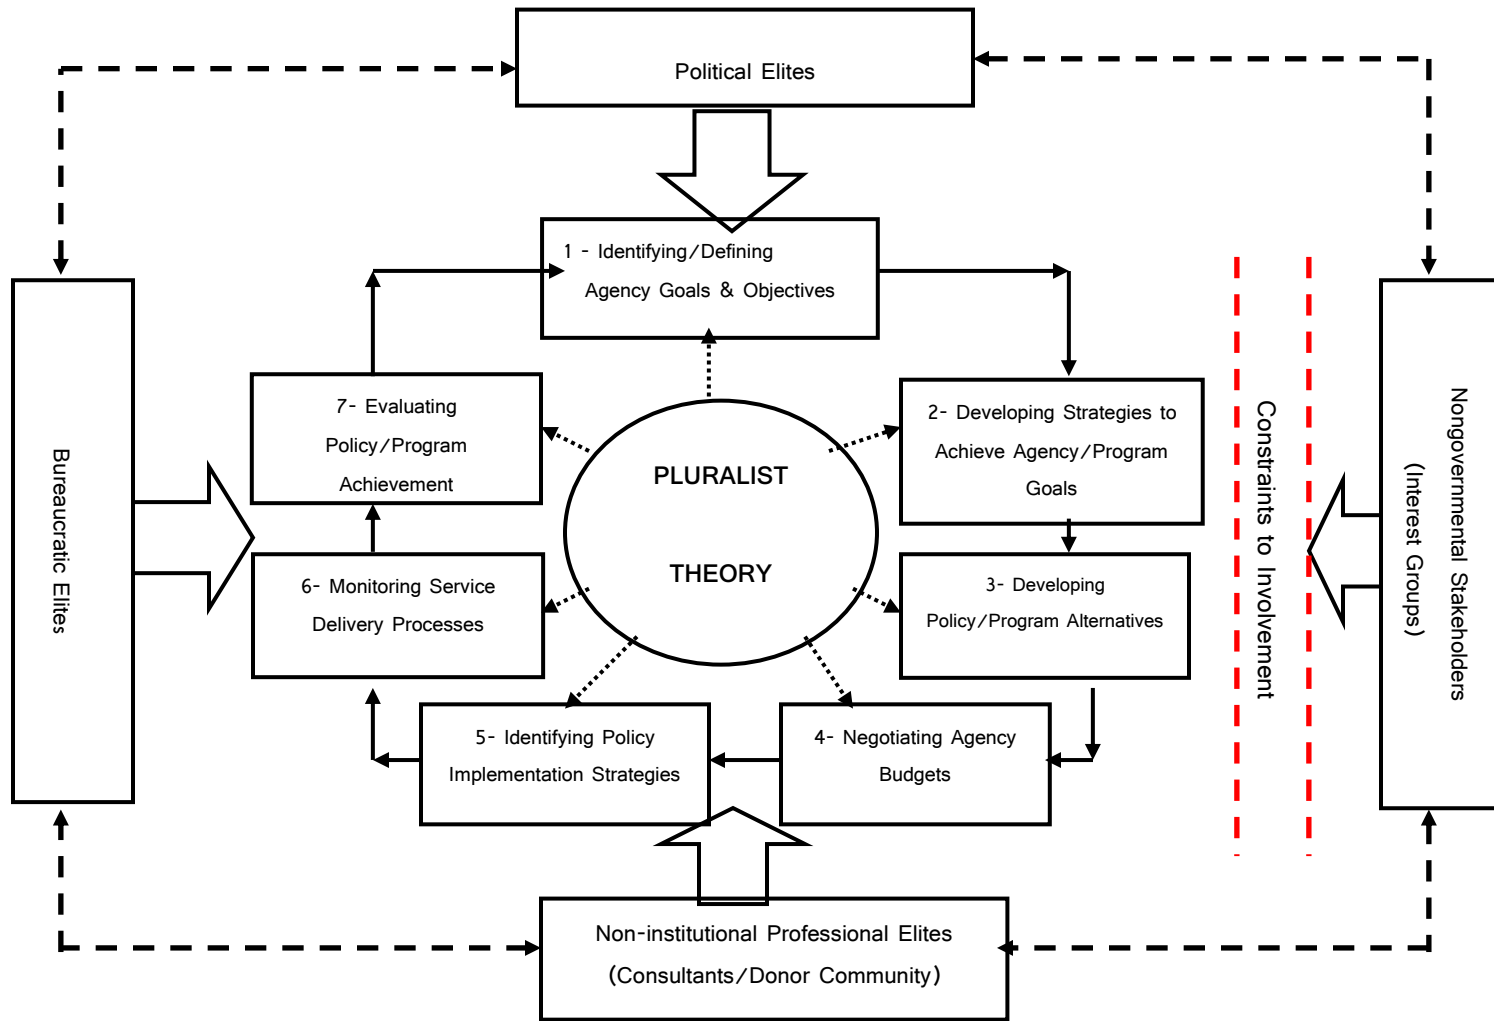 Political Elites
1 - Identifying/Defining
Agency Goals & Objectives
7- Evaluating
Policy/Program
Achievement
2- Developing Strategies to
Achieve Agency/Program
Goals
PLURALIST
THEORY
6- Monitoring Service
Delivery Processes
3- Developing
Policy/Program Alternatives
5- Identifying Policy
Implementation Strategies
4- Negotiating Agency
Budgets
Bureaucratic Elites
Constraints to Involvement
Nongovernmental Stakeholders
(Interest Groups)
Non-institutional Professional Elites
(Consultants/Donor Community)